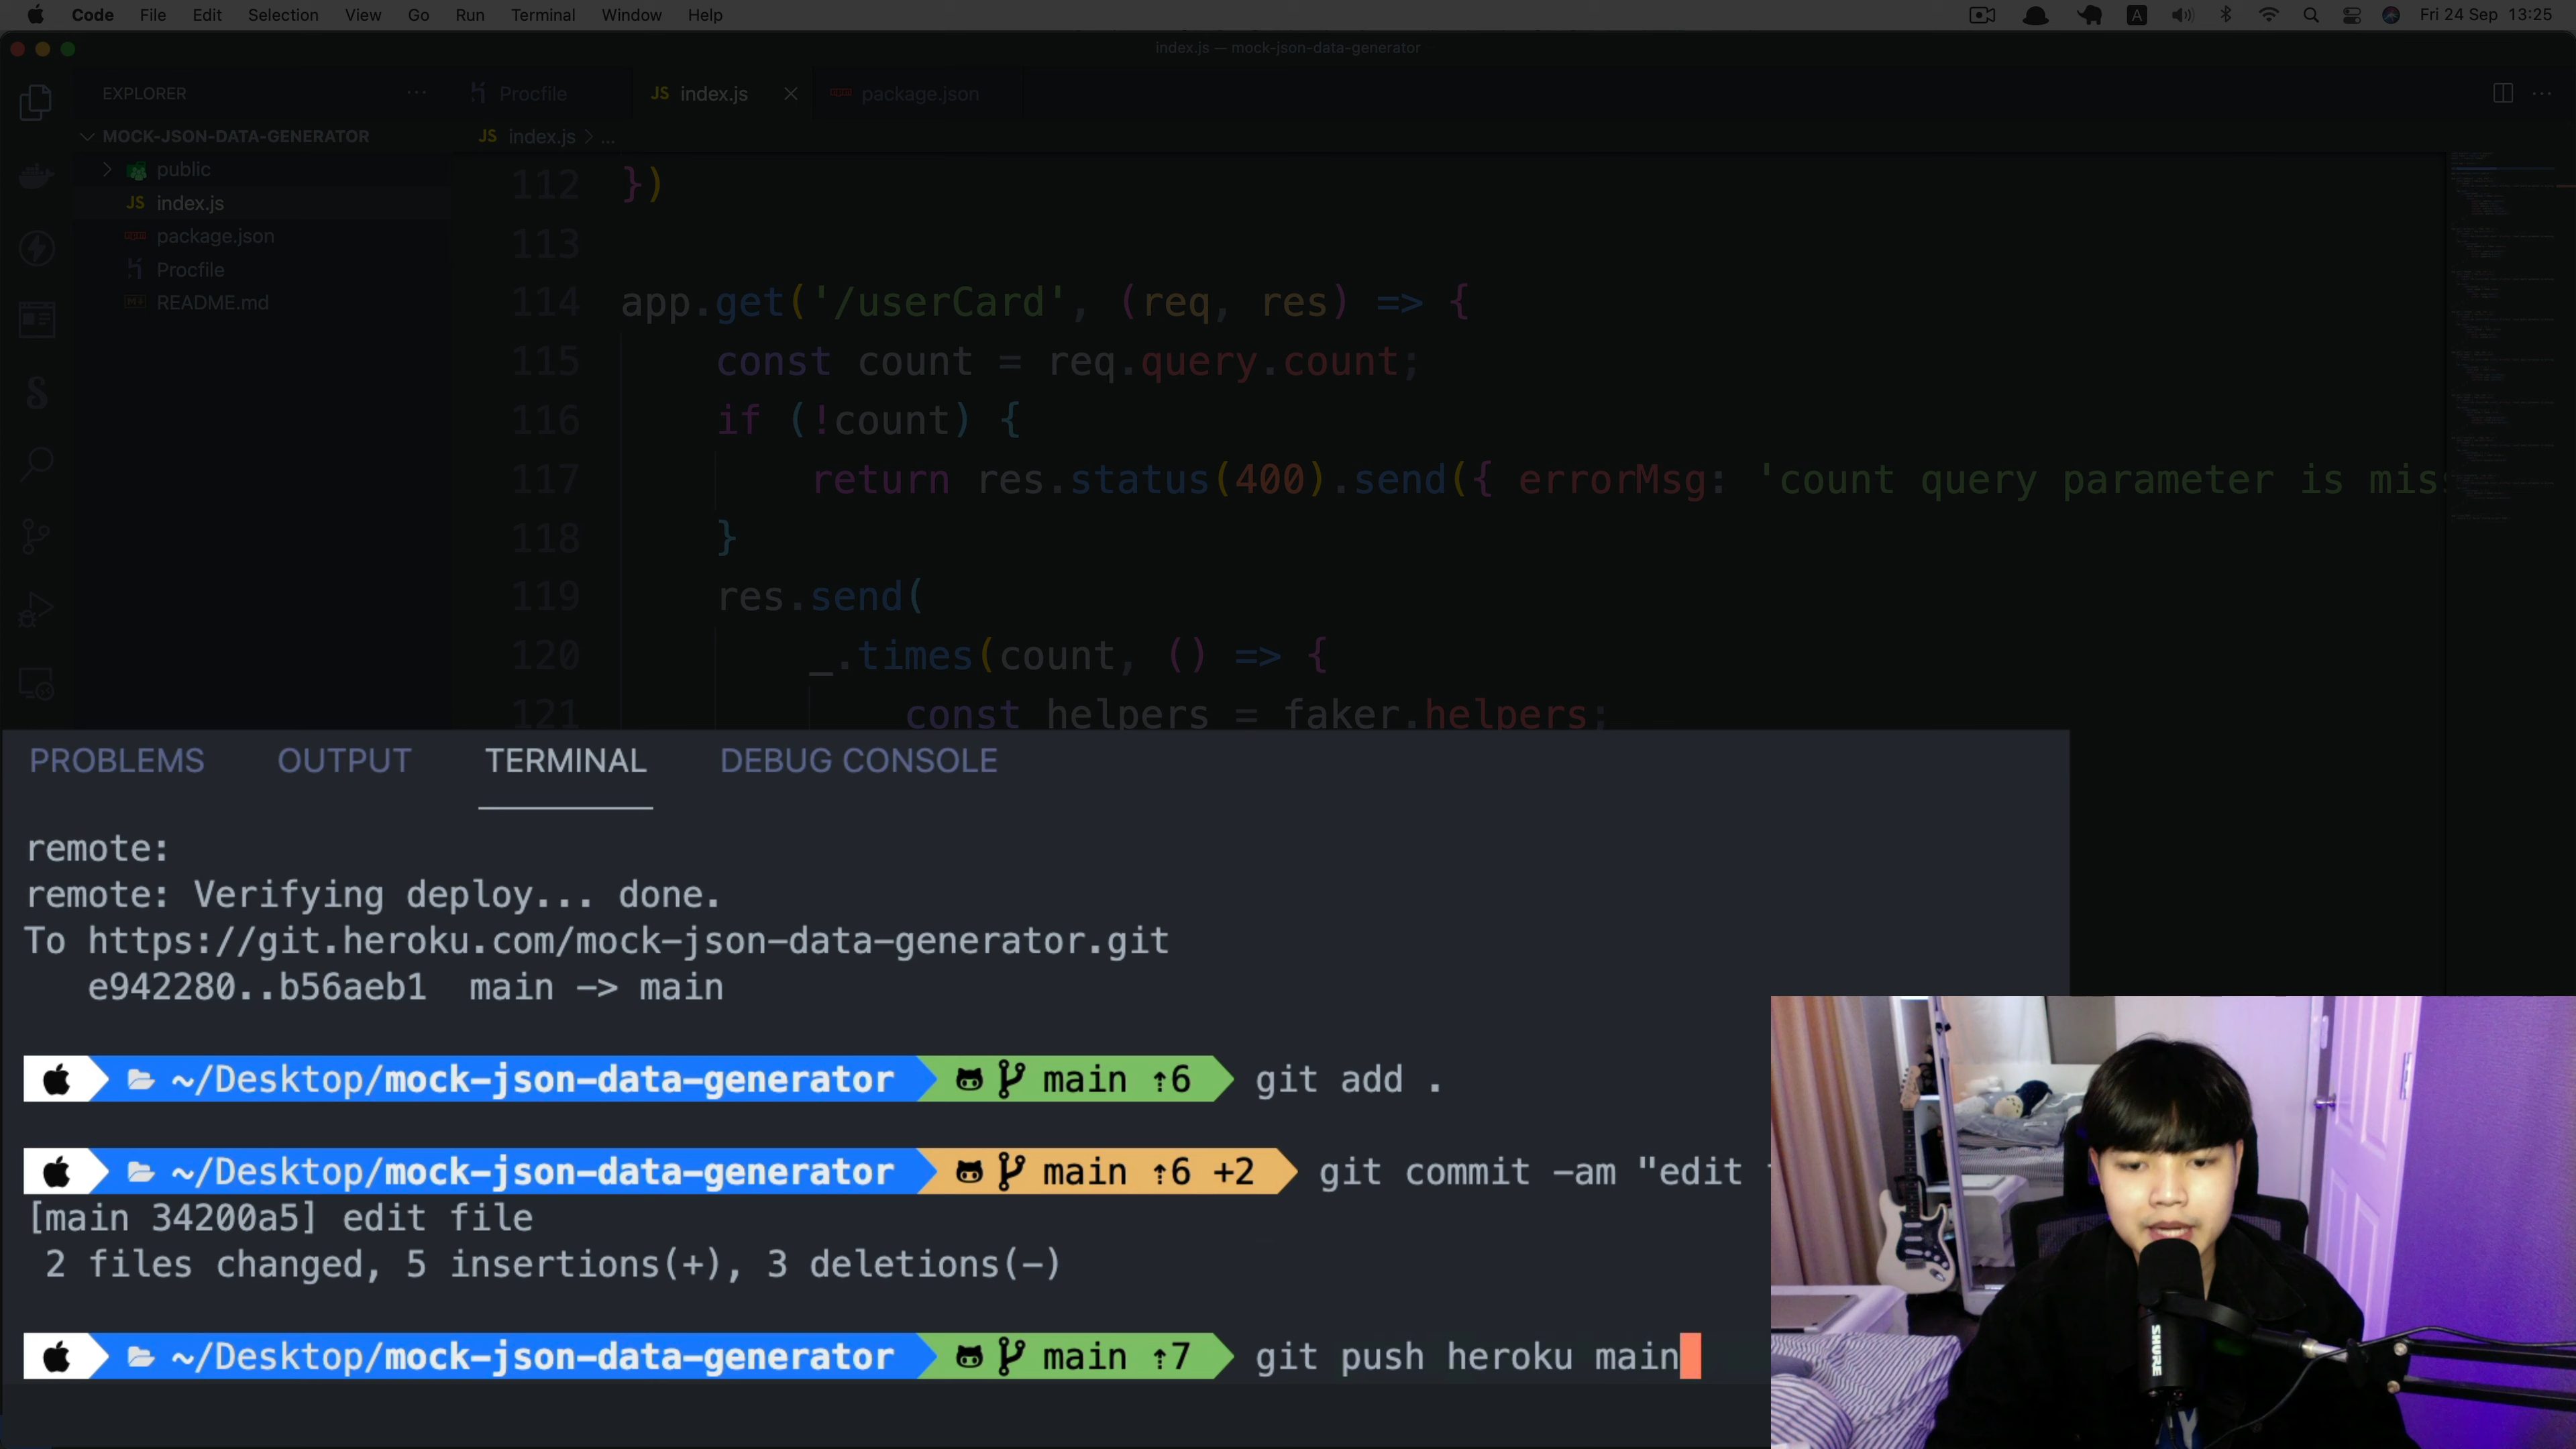 Code File Edit Selection View Go Run Terminal Window Help
A Fri 24 Sep 13:25
index.js — mock-json-data-generator
EXPLORER ...
Procfile
JS index.js
package.json
MOCK-JSON-DATA-GENERATOR
public
JS index.js
package.json
Procfile
README.md
JS index.js > ...
112 })
113
114 app.get('/userCard', (req, res) => {
115 const count = req.query.count;
116 if (!count) {
117 return res.status(400).send({ errorMsg: 'count query parameter is mis
118 }
119 res.send(
120 _.times(count, () => {
121 const helpers = faker.helpers;
PROBLEMS OUTPUT TERMINAL DEBUG CONSOLE
remote:
remote: Verifying deploy... done.
To https://git.heroku.com/mock-json-data-generator.git
e942280..b56aeb1 main -> main
~/Desktop/mock-json-data-generator main ↑6 git add .
~/Desktop/mock-json-data-generator main ↑6 +2 git commit -am "edit
[main 34200a5] edit file
2 files changed, 5 insertions(+), 3 deletions(-)
~/Desktop/mock-json-data-generator main ↑7 git push heroku main
SHURE